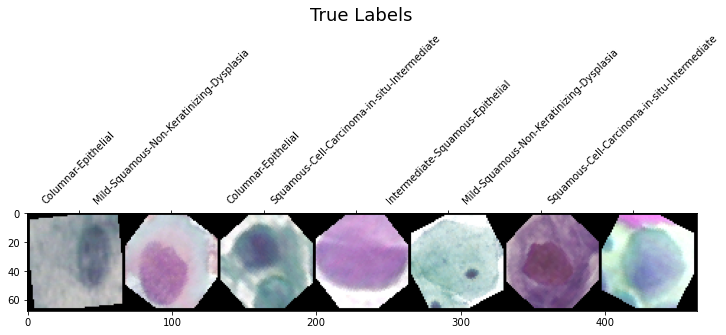 True Labels
Columnar-Epithelial
Mild-Squamous-Non-Keratinizing-Dysplasia
Columnar-Epithelial
Squamous-Cell-Carcinoma-in-situ-Intermediate
Intermediate-Squamous-Epithelial
Mild-Squamous-Non-Keratinizing-Dysplasia
Squamous-Cell-Carcinoma-in-situ-Intermediate
0
20
40
60
0 100 200 300 400